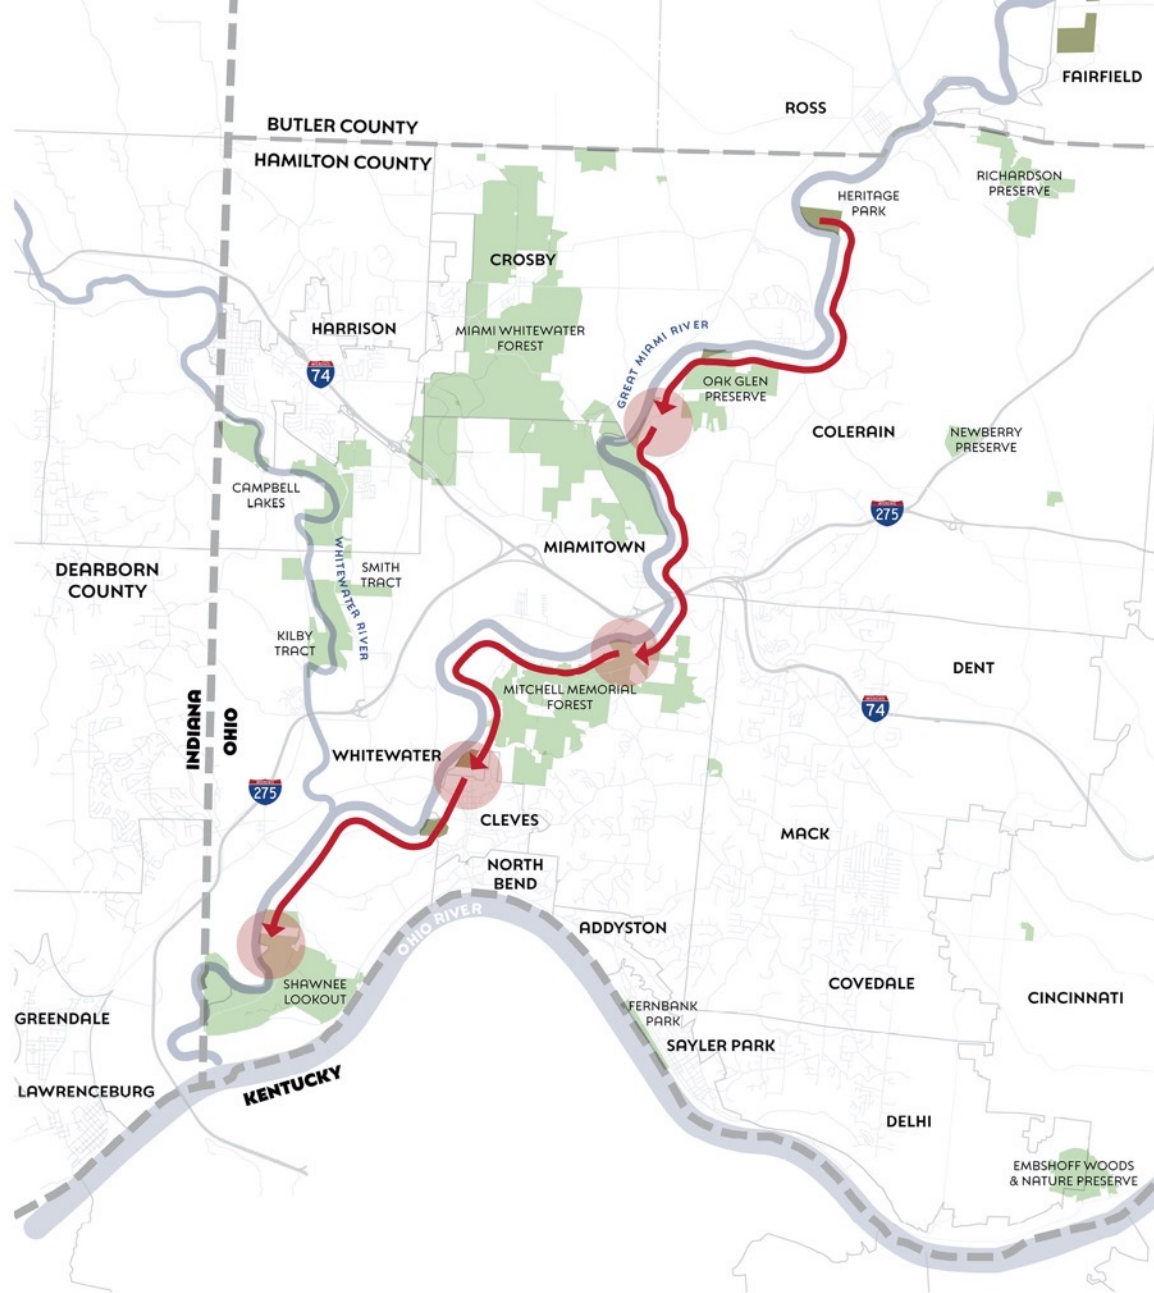 FAIRFIELD
ROSS
BUTLER COUNTY
HAMILTON COUNTY
RICHARDSON
PRESERVE
HERITAGE
PARK
CROSBY
HARRISON
MIAMI WHITEWATER
FOREST
GREAT MIAMI RIVER
74
OAK GLEN
PRESERVE
COLERAIN
NEWBERRY
PRESERVE
CAMPBELL
LAKES
275
MIAMITOWN
WHITEWATER RIVER
DEARBORN
COUNTY
SMITH
TRACT
KILBY
TRACT
DENT
MITCHELL MEMORIAL
FOREST
INDIANA
OHIO
74
WHITEWATER
275
CLEVES
MACK
NORTH
BEND
OHIO RIVER
ADDYSTON
SHAWNEE
LOOKOUT
COVEDALE
CINCINNATI
FERNBANK
PARK
GREENDALE
SAYLER PARK
KENTUCKY
LAWRENCEBURG
DELHI
EMBSHOFF WOODS
& NATURE PRESERVE